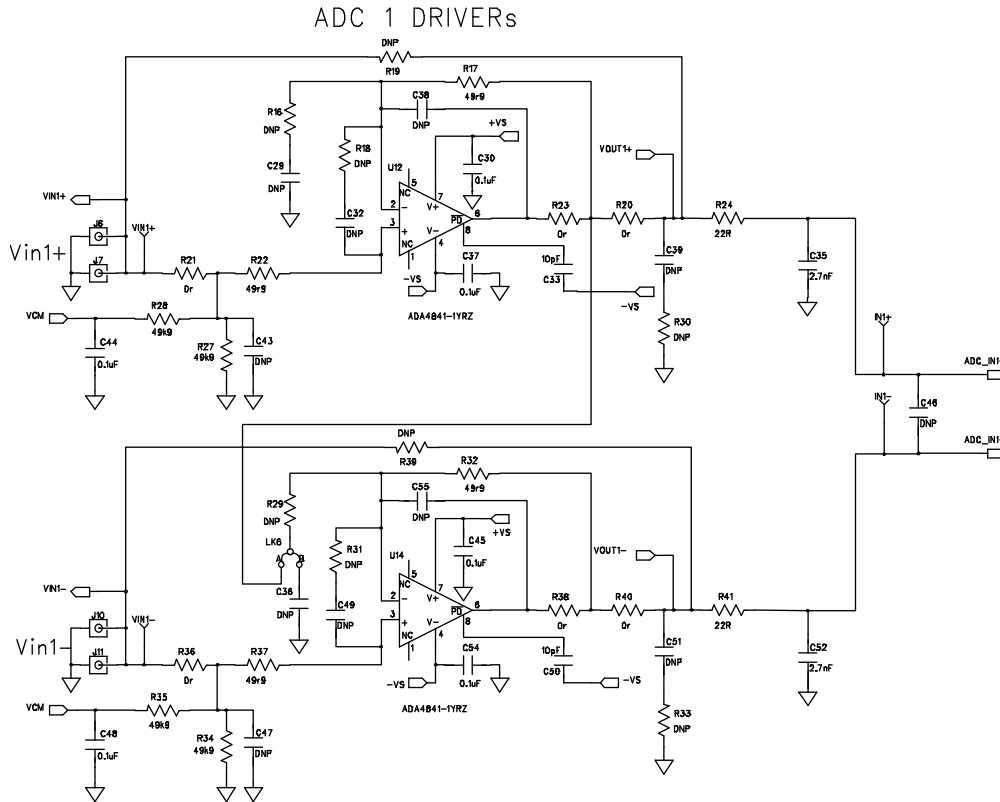 ADC 1 DRIVERs
DNP
R19
R17
49r9
C38
DNP
R16
DNP
+VS
R18
DNP
C30
0.1uF
VOUT1+
U12
C29
DNP
NC
5
7
V+
2
-
C32
DNP
3
+
PD
6
8
V-
NC
1
4
R23
0r
R20
0r
R24
22R
VIN1+
J6
VIN1+
Vin1+
J7
R21
0r
R22
49r9
-VS
C37
0.1uF
10pF
C33
C39
DNP
C35
2.7nF
-VS
ADA4841-1YRZ
VCM
R28
49k9
C44
0.1uF
R27
49k9
C43
DNP
R30
DNP
IN1+
ADC_IN1+
IN1-
C46
DNP
ADC_IN1-
DNP
R39
R32
49r9
C55
DNP
R29
DNP
+VS
LK6
A
B
R31
DNP
C45
0.1uF
VOUT1-
U14
C36
DNP
NC
5
7
V+
2
-
C49
DNP
3
+
PD
6
8
V-
NC
1
4
R38
0r
R40
0r
R41
22R
VIN1-
J10
VIN1-
Vin1-
J11
R36
0r
R37
49r9
-VS
C54
0.1uF
10pF
C50
C51
DNP
C52
2.7nF
-VS
ADA4841-1YRZ
VCM
R35
49k9
C48
0.1uF
R34
49k9
C47
DNP
R33
DNP